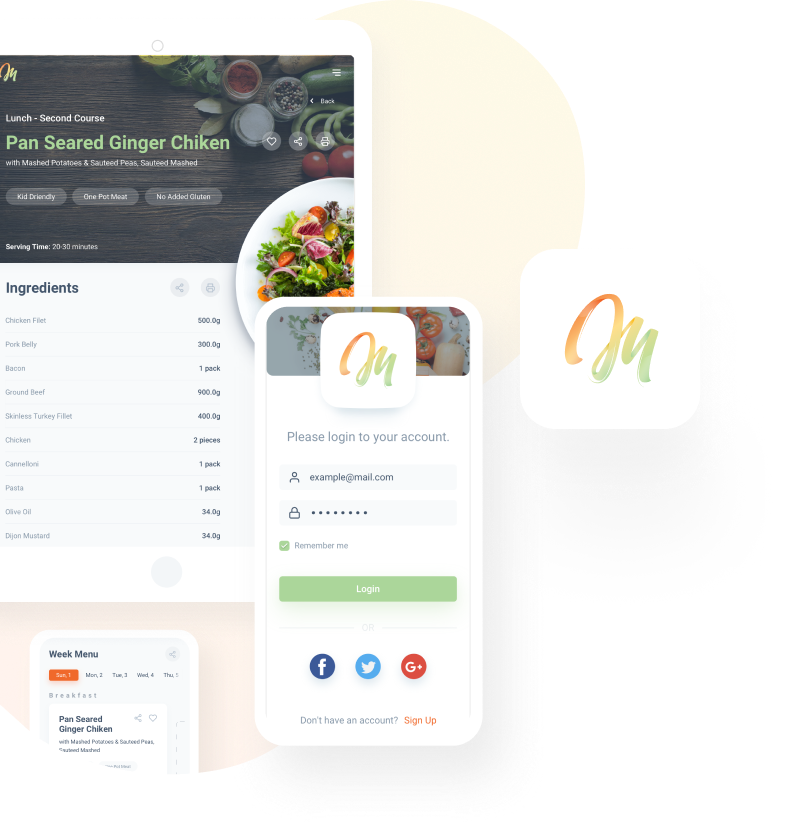 M
Back
Lunch - Second Course
Pan Seared Ginger Chiken
with Mashed Potatoes & Sauteed Peas, Sauteed Mashed
Kid Driendly
One Pot Meat
No Added Gluten
Serving Time: 20-30 minutes
Ingredients
Chicken Filet 500.0g
Pork Belly 300.0g
Bacon 1 pack
Ground Beef 900.0g
Skinless Turkey Fillet 400.0g
Chicken 2 pieces
Cannelloni 1 pack
Pasta 1 pack
Olive Oil 34.0g
Dijon Mustard 34.0g
M
Please login to your account.
example@mail.com
Remember me
Login
OR
f
G+
Don't have an account? Sign Up
M
Week Menu
Sun, 1 Mon, 2 Tue, 3 Wed, 4 Thu, 5
Breakfast
Pan Seared
Ginger Chiken
with Mashed Potatoes & Sauteed Peas,
Sauteed Mashed